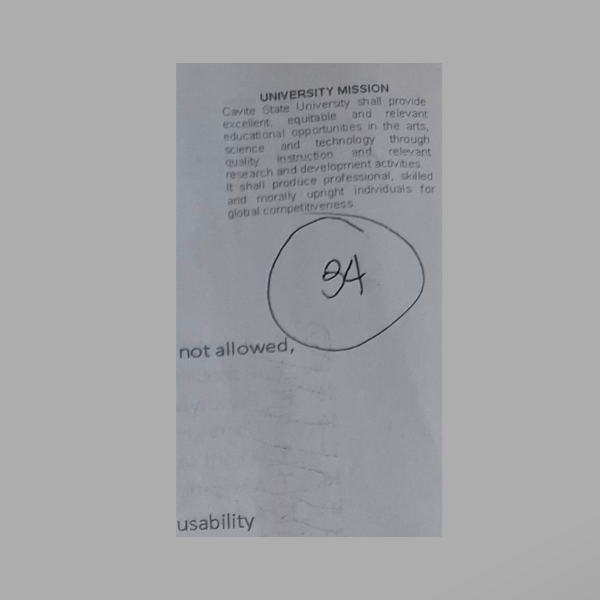 UNIVERSITY MISSION
Cavite State University shall provide
excellent, equitable and relevant
educational opportunities in the arts,
science and technology through
quality instruction and relevant
research and development activities.
It shall produce professional, skilled
and morally upright individuals for
global competitiveness.
34
not allowed,
usability